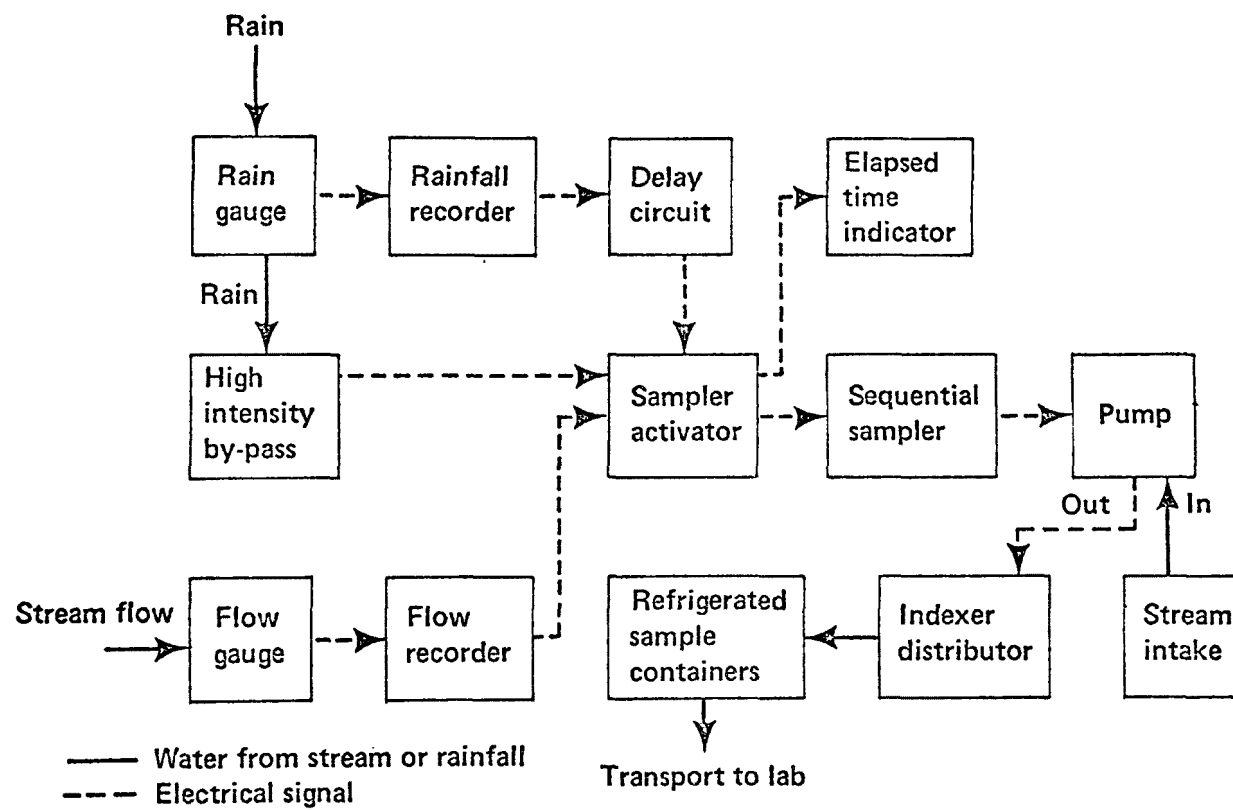 Rain
Rain
gauge
Rainfall
recorder
Delay
circuit
Elapsed
time
indicator
Rain
High
intensity
by-pass
Sampler
activator
Sequential
sampler
Pump
Out
In
Stream flow
Flow
gauge
Flow
recorder
Refrigerated
sample
containers
Indexer
distributor
Stream
intake
Water from stream or rainfall
Electrical signal
Transport to lab